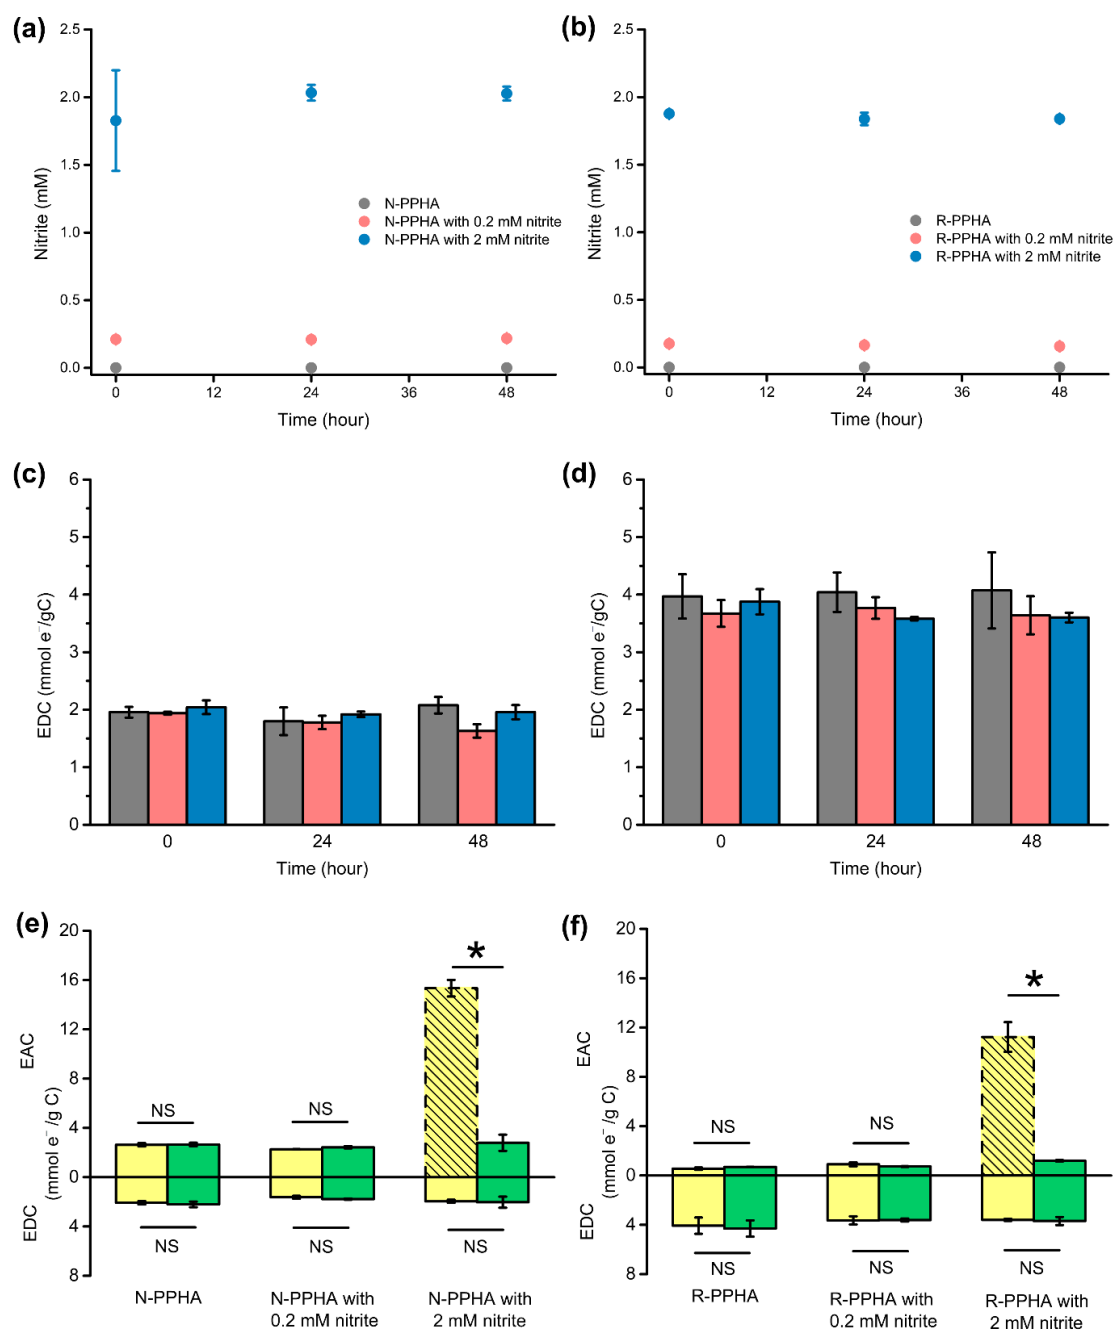 (a)
2.5
2.0
1.5
1.0
0.5
0.0
Nitrite (mM)
N-PPHA
N-PPHA with 0.2 mM nitrite
N-PPHA with 2 mM nitrite
0 12 24 36 48
Time (hour)
(b)
2.5
2.0
1.5
1.0
0.5
0.0
Nitrite (mM)
R-PPHA
R-PPHA with 0.2 mM nitrite
R-PPHA with 2 mM nitrite
0 12 24 36 48
Time (hour)
(c)
6
5
4
3
2
1
0
EDC (mmol e⁻/gC)
0 24 48
Time (hour)
(d)
6
5
4
3
2
1
0
EDC (mmol e⁻/gC)
0 24 48
Time (hour)
(e)
20
16
12
8
4
0
4
8
EDC EAC
(mmol e⁻/g C)
NS NS *
NS NS NS
N-PPHA N-PPHA with N-PPHA with
0.2 mM nitrite 2 mM nitrite
(f)
20
16
12
8
4
0
4
8
EDC EAC
(mmol e⁻/g C)
NS NS *
NS NS NS
R-PPHA R-PPHA with R-PPHA with
0.2 mM nitrite 2 mM nitrite